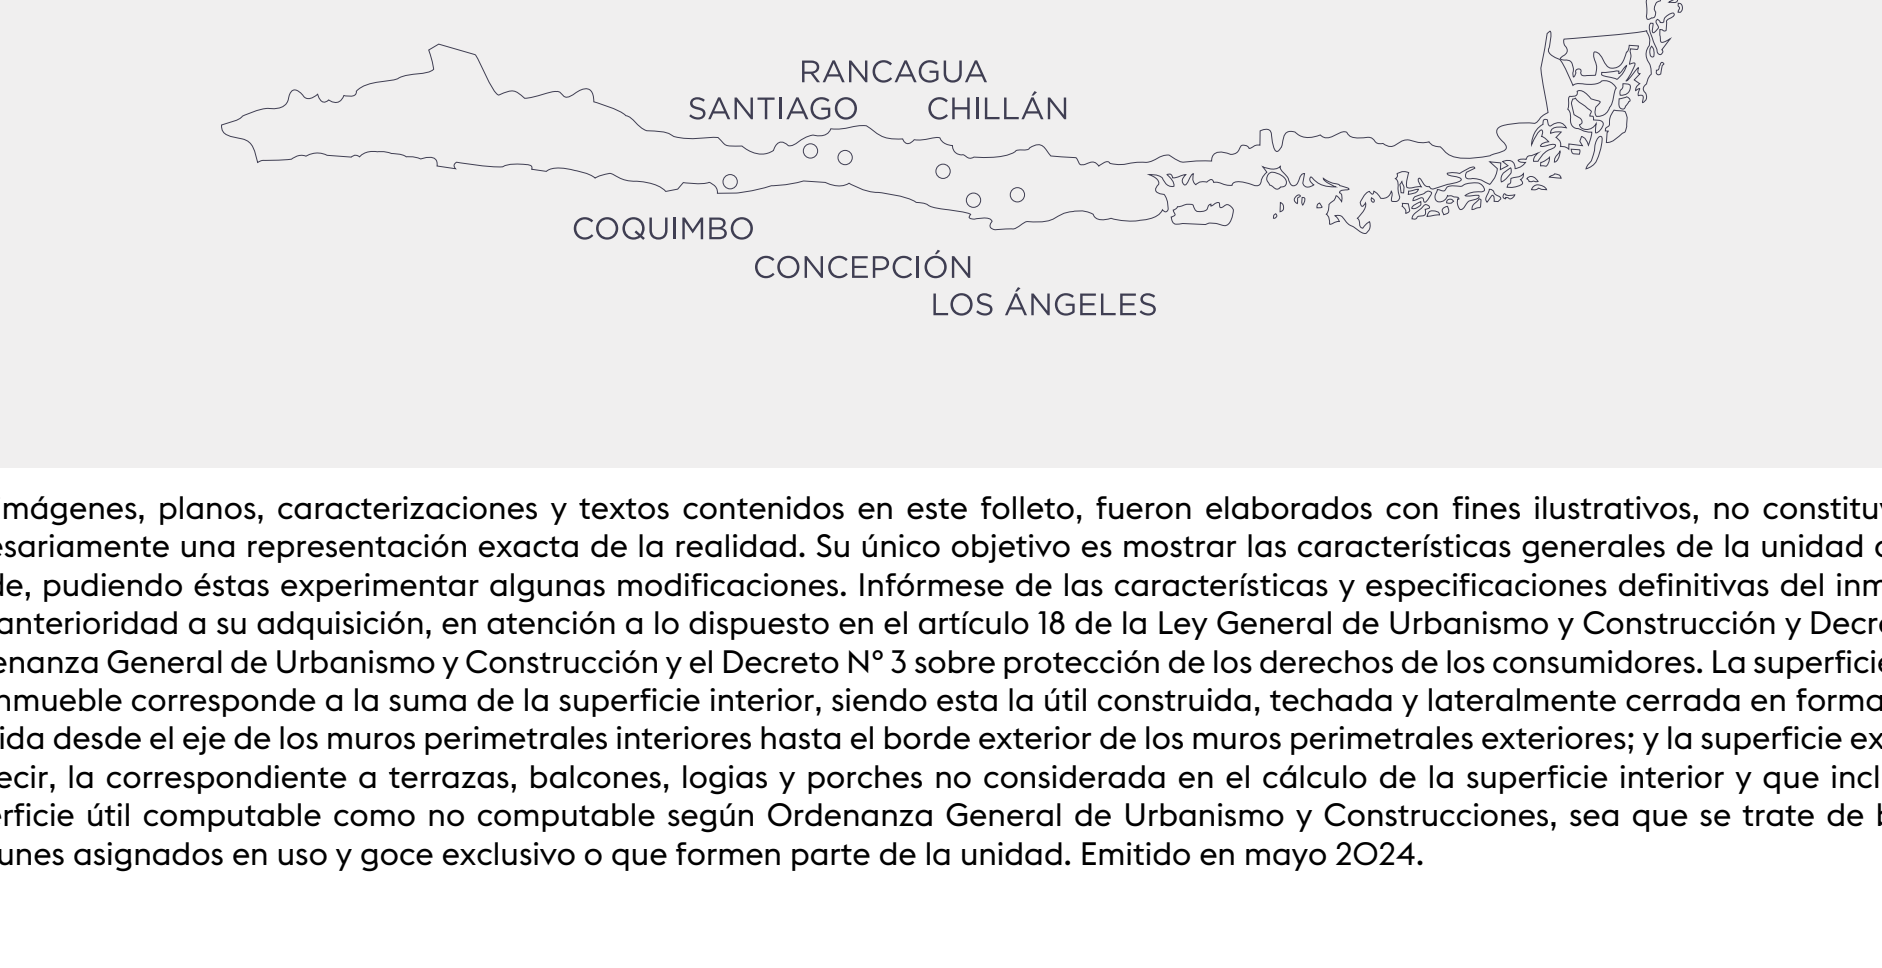 RANCAGUA
SANTIAGO CHILLÁN
COQUIMBO
CONCEPCIÓN
LOS ÁNGELES
imágenes, planos, caracterizaciones y textos contenidos en este folleto, fueron elaborados con fines ilustrativos, no constituy
esariamente una representación exacta de la realidad. Su único objetivo es mostrar las características generales de la unidad
de, pudiendo éstas experimentar algunas modificaciones. Infórmese de las características y especificaciones definitivas del inm
anterioridad a su adquisición, en atención a lo dispuesto en el artículo 18 de la Ley General de Urbanismo y Construcción y Decre
enanza General de Urbanismo y Construcción y el Decreto N° 3 sobre protección de los derechos de los consumidores. La superficie
nmueble corresponde a la suma de la superficie interior, siendo esta la útil construida, techada y lateralmente cerrada en forma
ida desde el eje de los muros perimetrales interiores hasta el borde exterior de los muros perimetrales exteriores; y la superficie ex
ecir, la correspondiente a terrazas, balcones, logias y porches no considerada en el cálculo de la superficie interior y que incl
erficie útil computable como no computable según Ordenanza General de Urbanismo y Construcciones, sea que se trate de b
unes asignados en uso y goce exclusivo o que formen parte de la unidad. Emitido en mayo 2024.